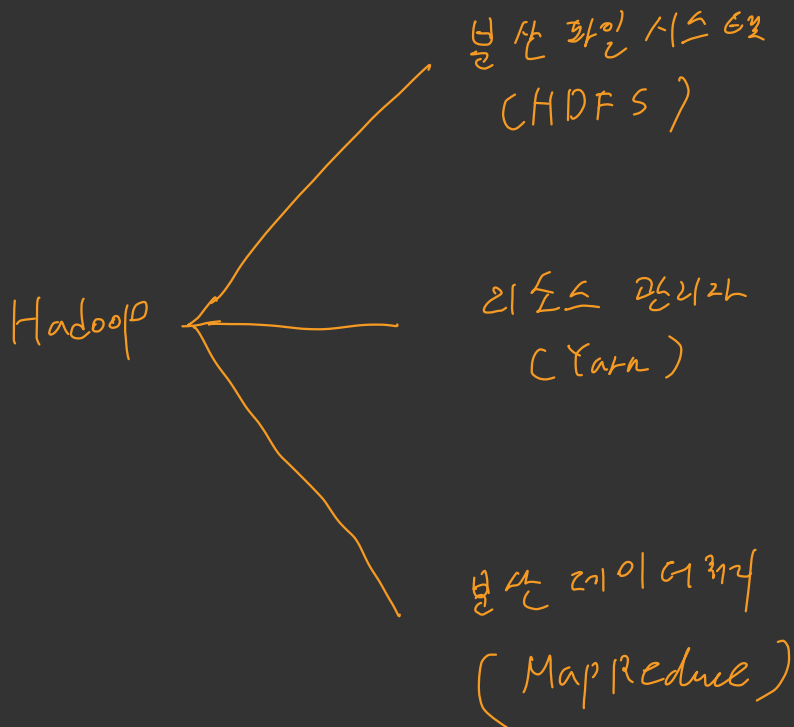 분산 화일 시스템
(HDFS)
Hadoop
리소스 관리자
(Yarn)
분산 데이터처리
(MapReduce)